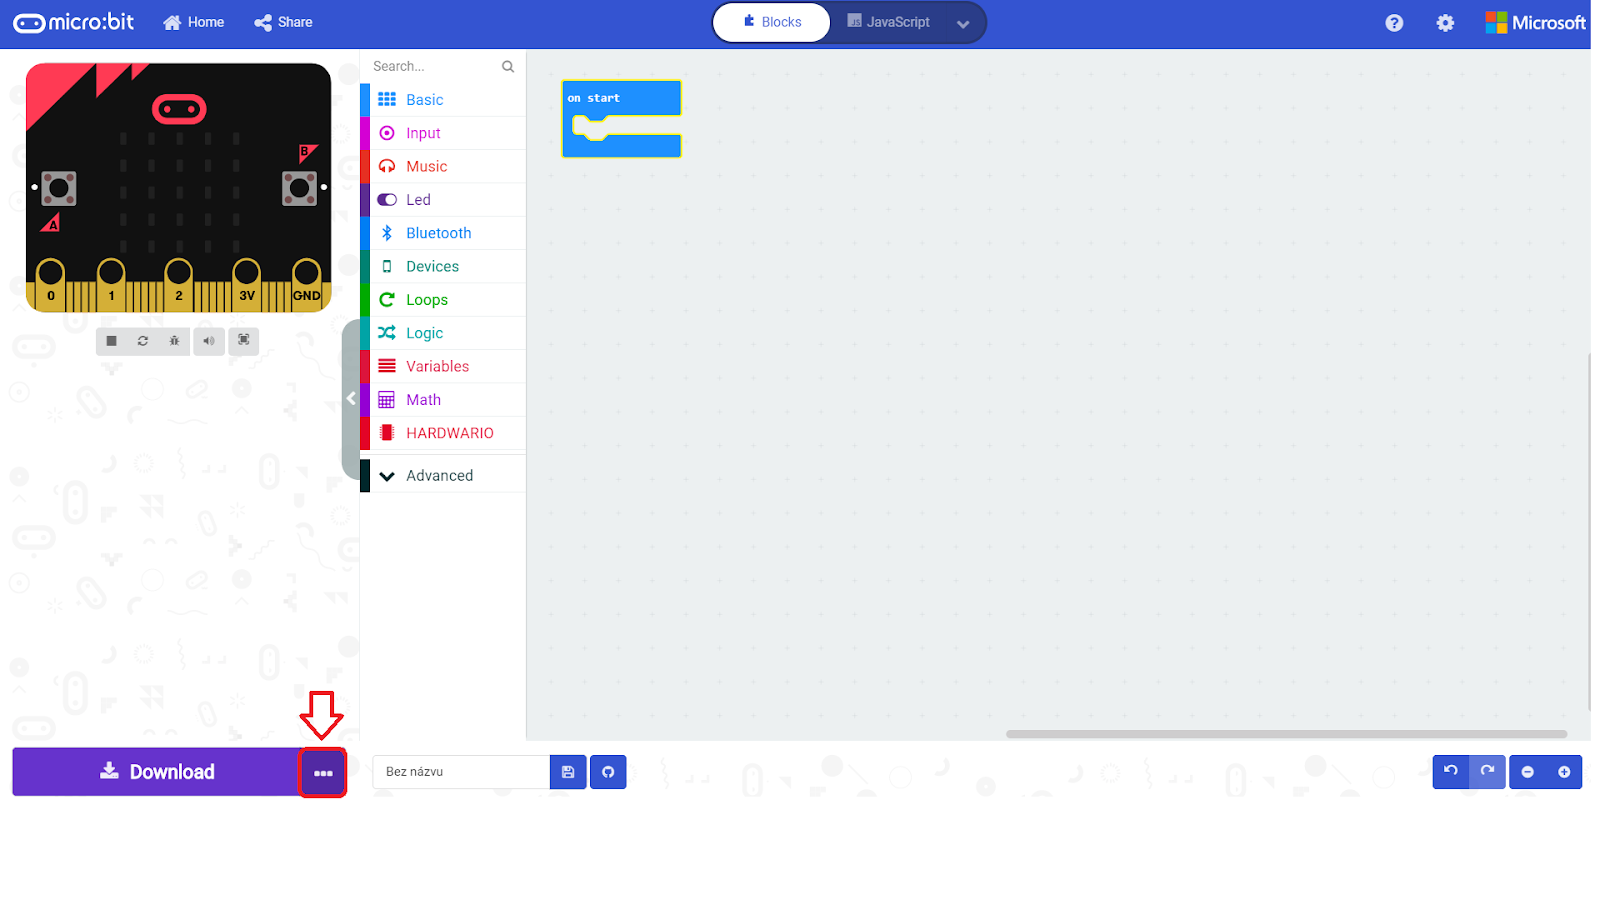 micro:bit
Home
Share
Blocks
JS JavaScript
?
Microsoft
B
A
0 1 2 3V GND
Search...
Basic
Input
Music
Led
Bluetooth
Devices
Loops
Logic
Variables
Math
HARDWARIO
Advanced
on start
Download
Bez názvu